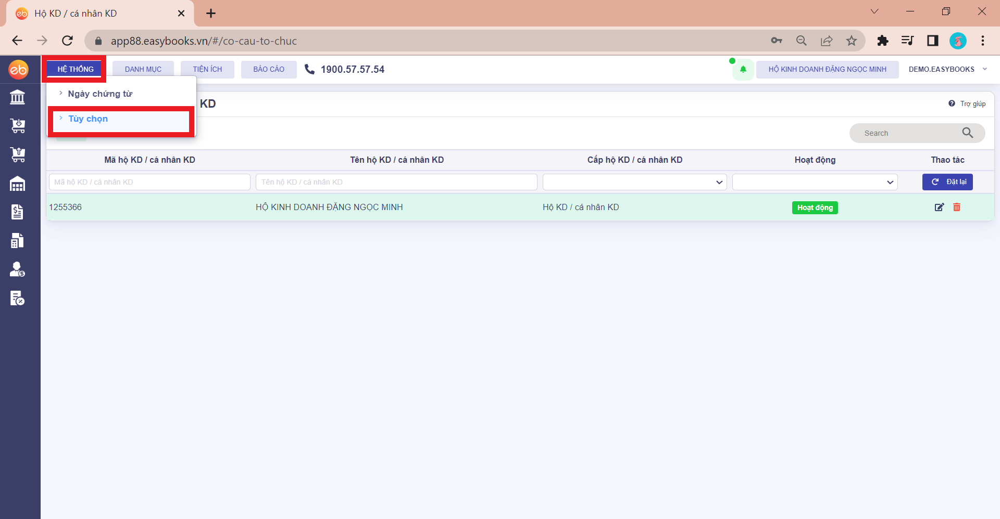 eb Hộ KD / cá nhân KD
app88.easybooks.vn/#/co-cau-to-chuc
eb HỆ THỐNG DANH MỤC TIỆN ÍCH BÁO CÁO 1900.57.57.54 HỘ KINH DOANH ĐẶNG NGỌC MINH DEMO.EASYBOOKS
Ngày chứng từ
KD Trợ giúp
Tùy chọn
Search
Mã hộ KD / cá nhân KD Tên hộ KD / cá nhân KD Cấp hộ KD / cá nhân KD Hoạt động Thao tác
Mã hộ KD / cá nhân KD Tên hộ KD / cá nhân KD Đặt lại
1255366 HỘ KINH DOANH ĐẶNG NGỌC MINH Hộ KD / cá nhân KD Hoạt động